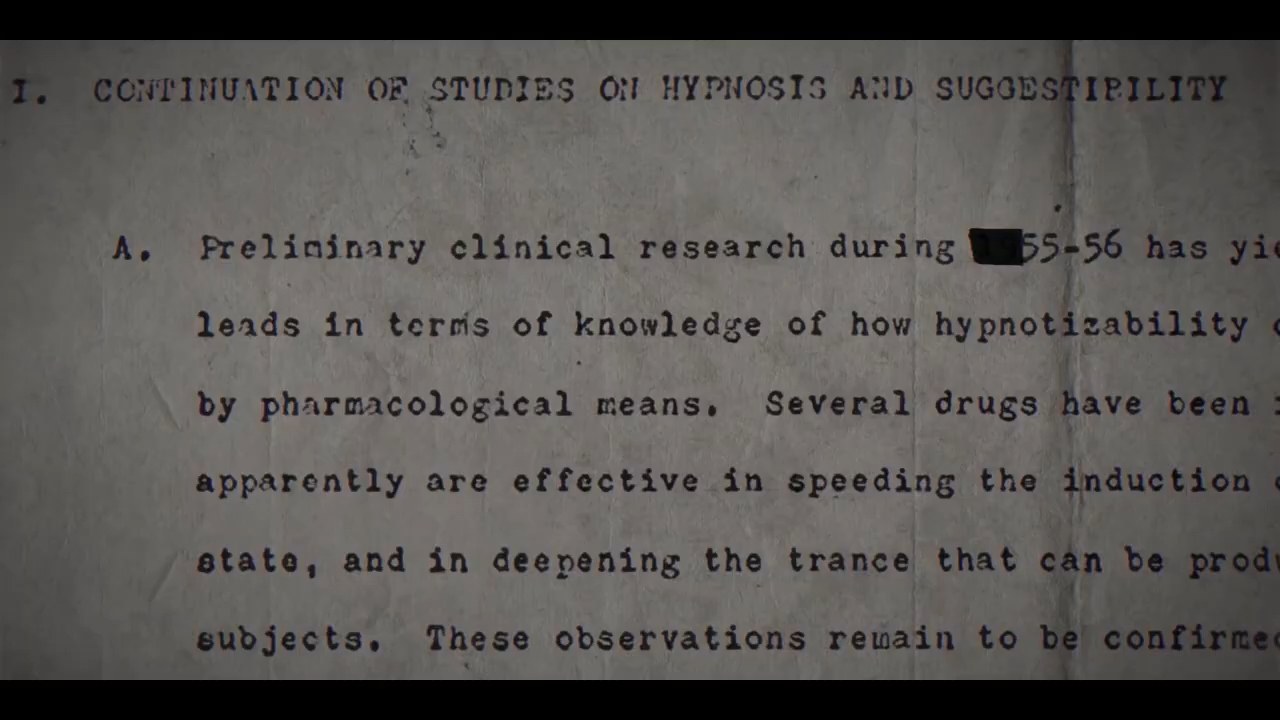 I. CONTINUATION OF STUDIES ON HYPNOSIS AND SUGGESTIBILITY
A. Preliminary clinical research during 55-56 has
leads in terms of knowledge of how hypnotizability
by pharmacological means. Several drugs have been
apparently are effective in speeding the induction
state, and in deepening the trance that can be
subjects. These observations remain to be